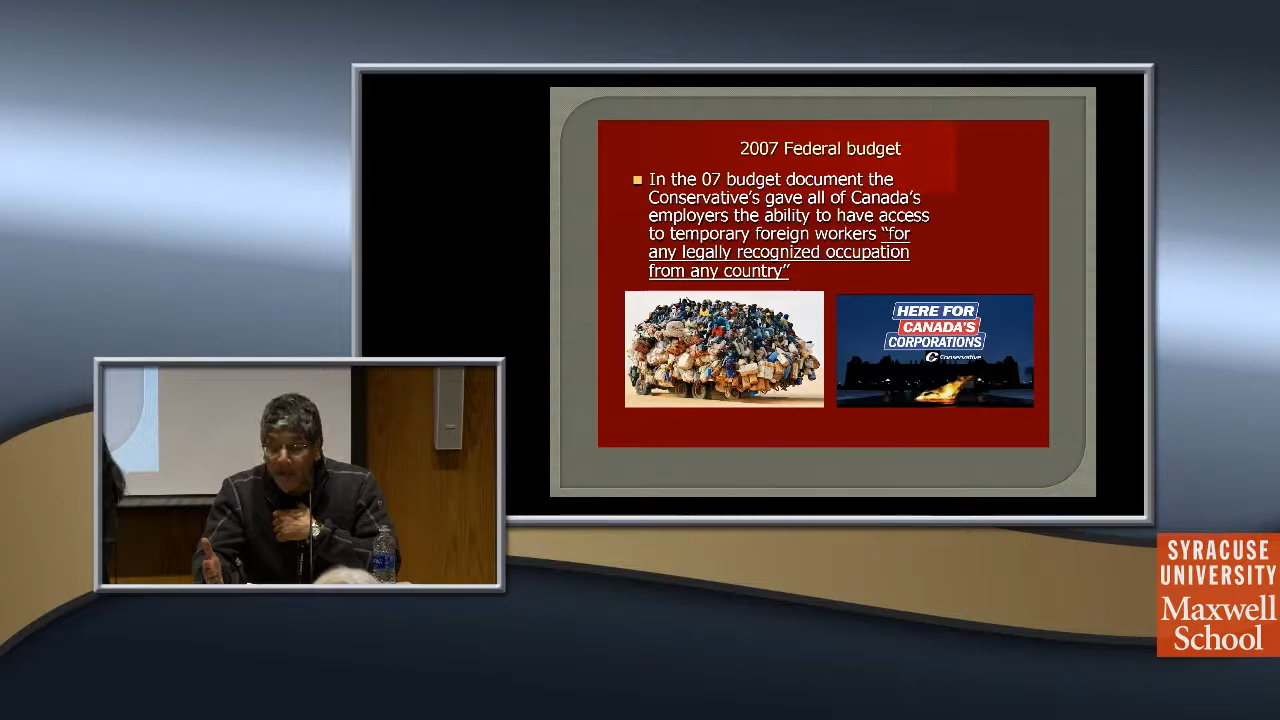 2007 Federal budget
In the 07 budget document the
Conservative's gave all of Canada's
employers the ability to have access
to temporary foreign workers “for
any legally recognized occupation
from any country”
HERE FOR
CANADA'S
CORPORATIONS
Conservative
SYRACUSE
UNIVERSITY
Maxwell
School